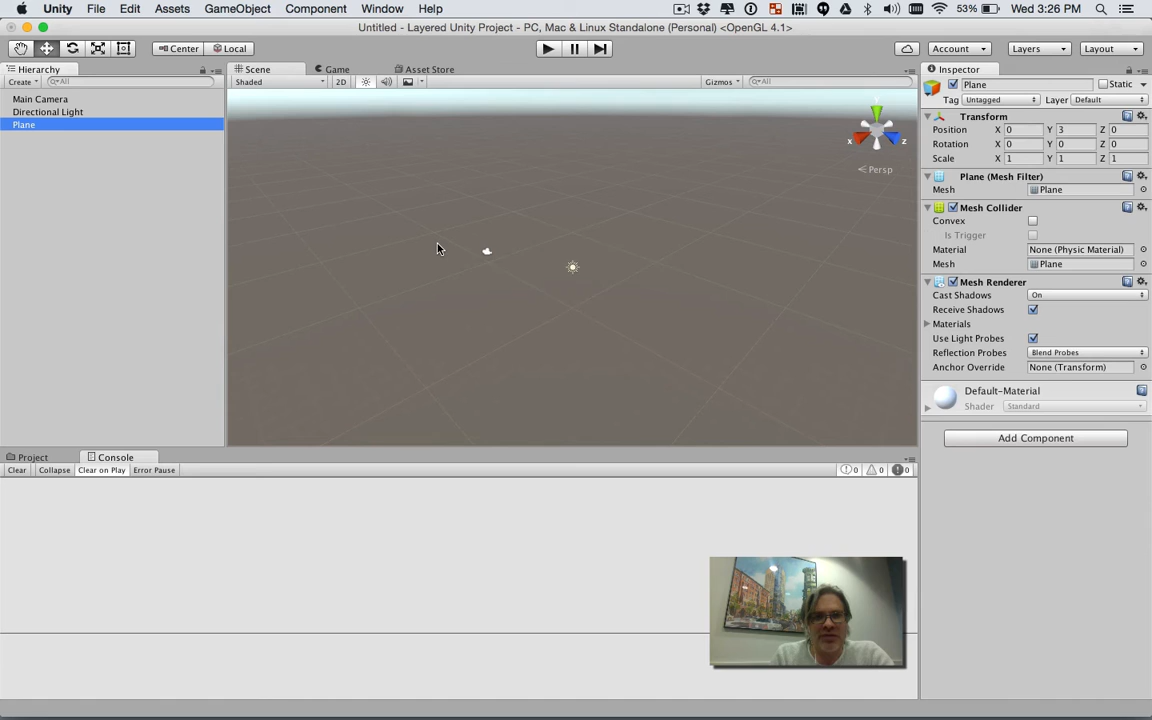 Unity File Edit Assets GameObject Component Window Help 53% Wed 3:26 PM
Untitled - Layered Unity Project - PC, Mac & Linux Standalone (Personal) <OpenGL 4.1>
Center Local Account Layers Layout
Hierarchy Scene Game Asset Store Inspector
Create All Shaded 2D Gizmos All Plane Static
Main Camera Tag Untagged Layer Default
Directional Light Transform
Plane Position X 0 Y 3 Z 0
y
x z
Persp
Rotation X 0 Y 0 Z 0
Scale X 1 Y 1 Z 1
Plane (Mesh Filter)
Mesh Plane
Mesh Collider
Convex
Is Trigger
Material None (Physic Material)
Mesh Plane
Mesh Renderer
Cast Shadows On
Receive Shadows
Materials
Use Light Probes
Reflection Probes Blend Probes
Anchor Override None (Transform)
Default-Material
Shader Standard
Add Component
Project Console
Clear Collapse Clear on Play Error Pause 0 0 0